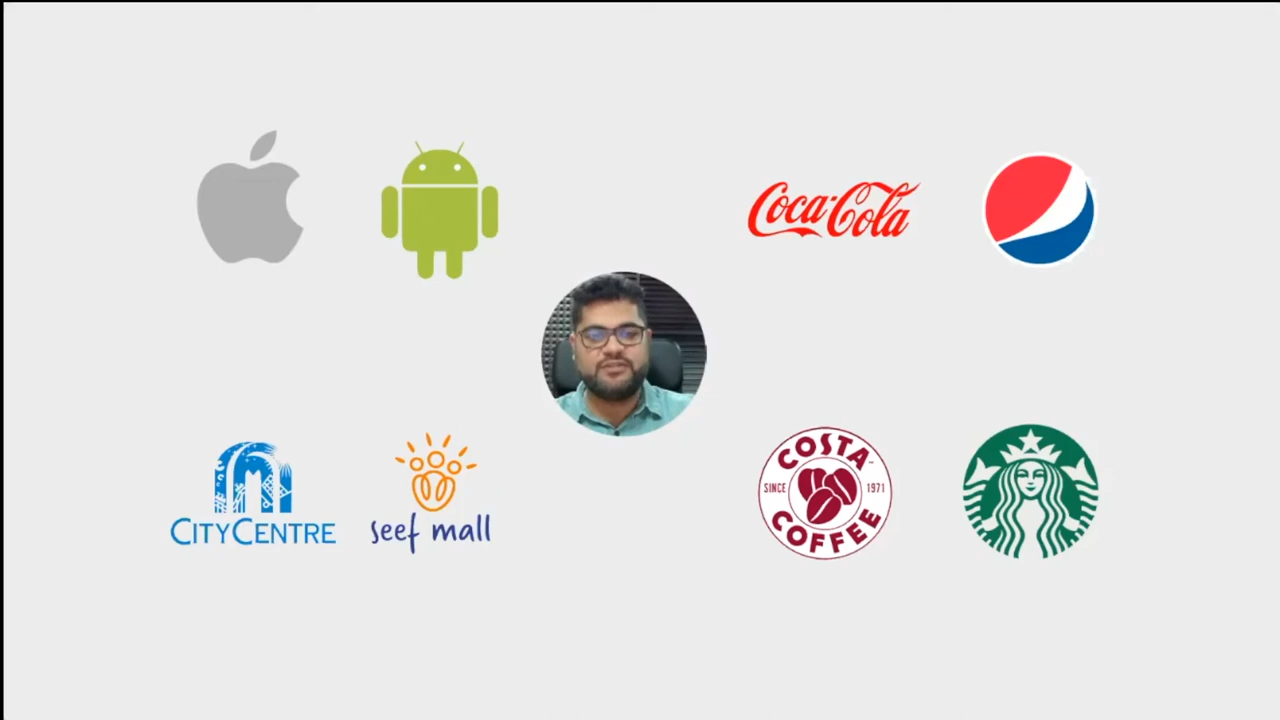 Coca-Cola
CITYCENTRE
seef mall
COSTA
SINCE 1971
COFFEE